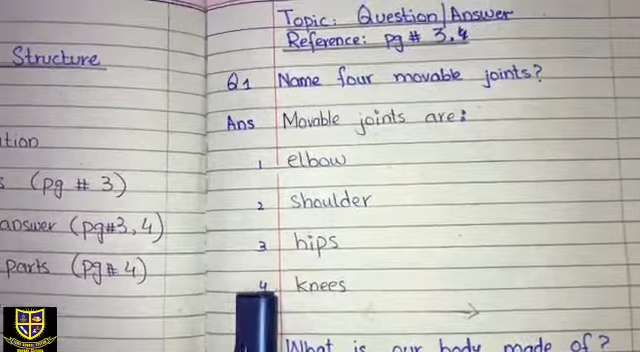 Structure
tion
s (pg # 3)
answer (pg#3,4)
parts (pg# 4)
Topic: Question/Answer
Reference: pg # 3,4
Q1 Name four movable joints?
Ans Movable joints are:
1 elbow
2 shoulder
3 hips
4 knees
What is our body made of?